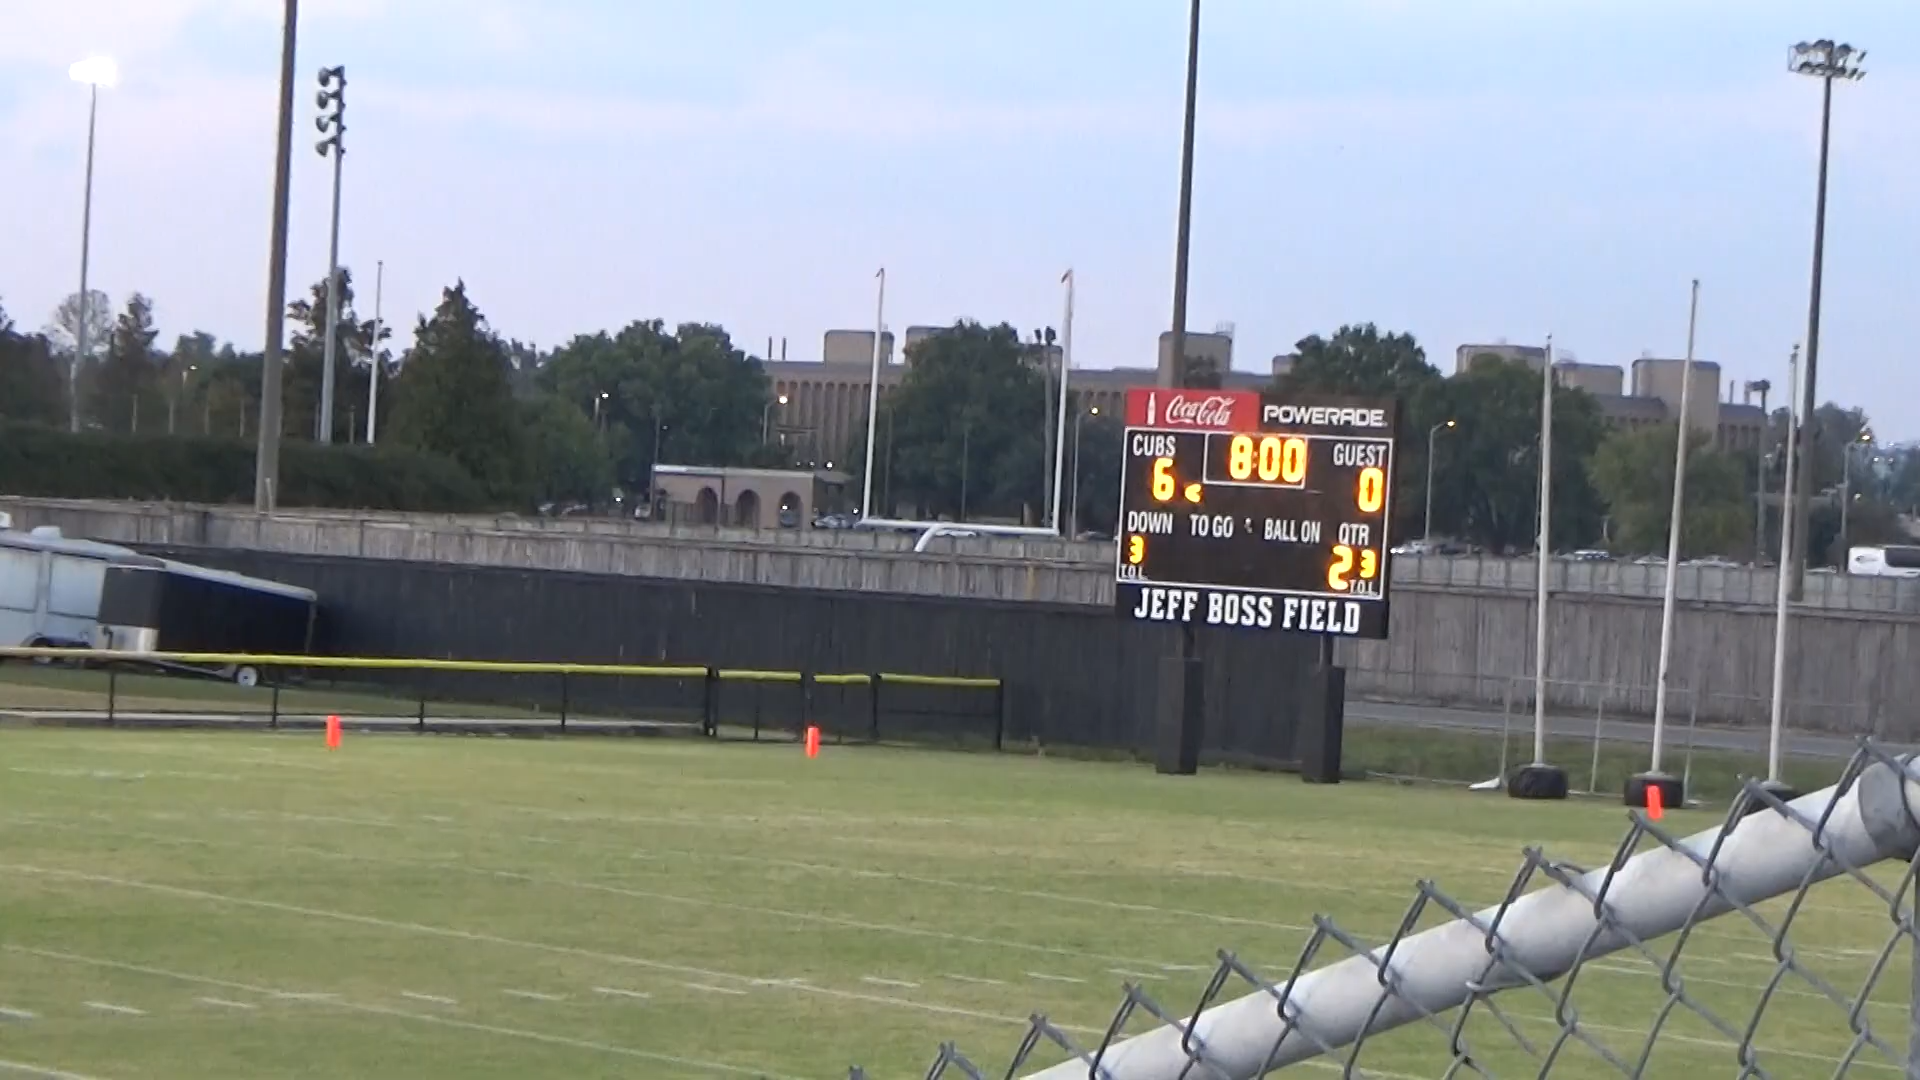 Coca-Cola POWERADE
CUBS 8:00 GUEST
6 0
DOWN TO GO BALL ON QTR
3 2 3
T.O.L. T.O.L.
JEFF BOSS FIELD